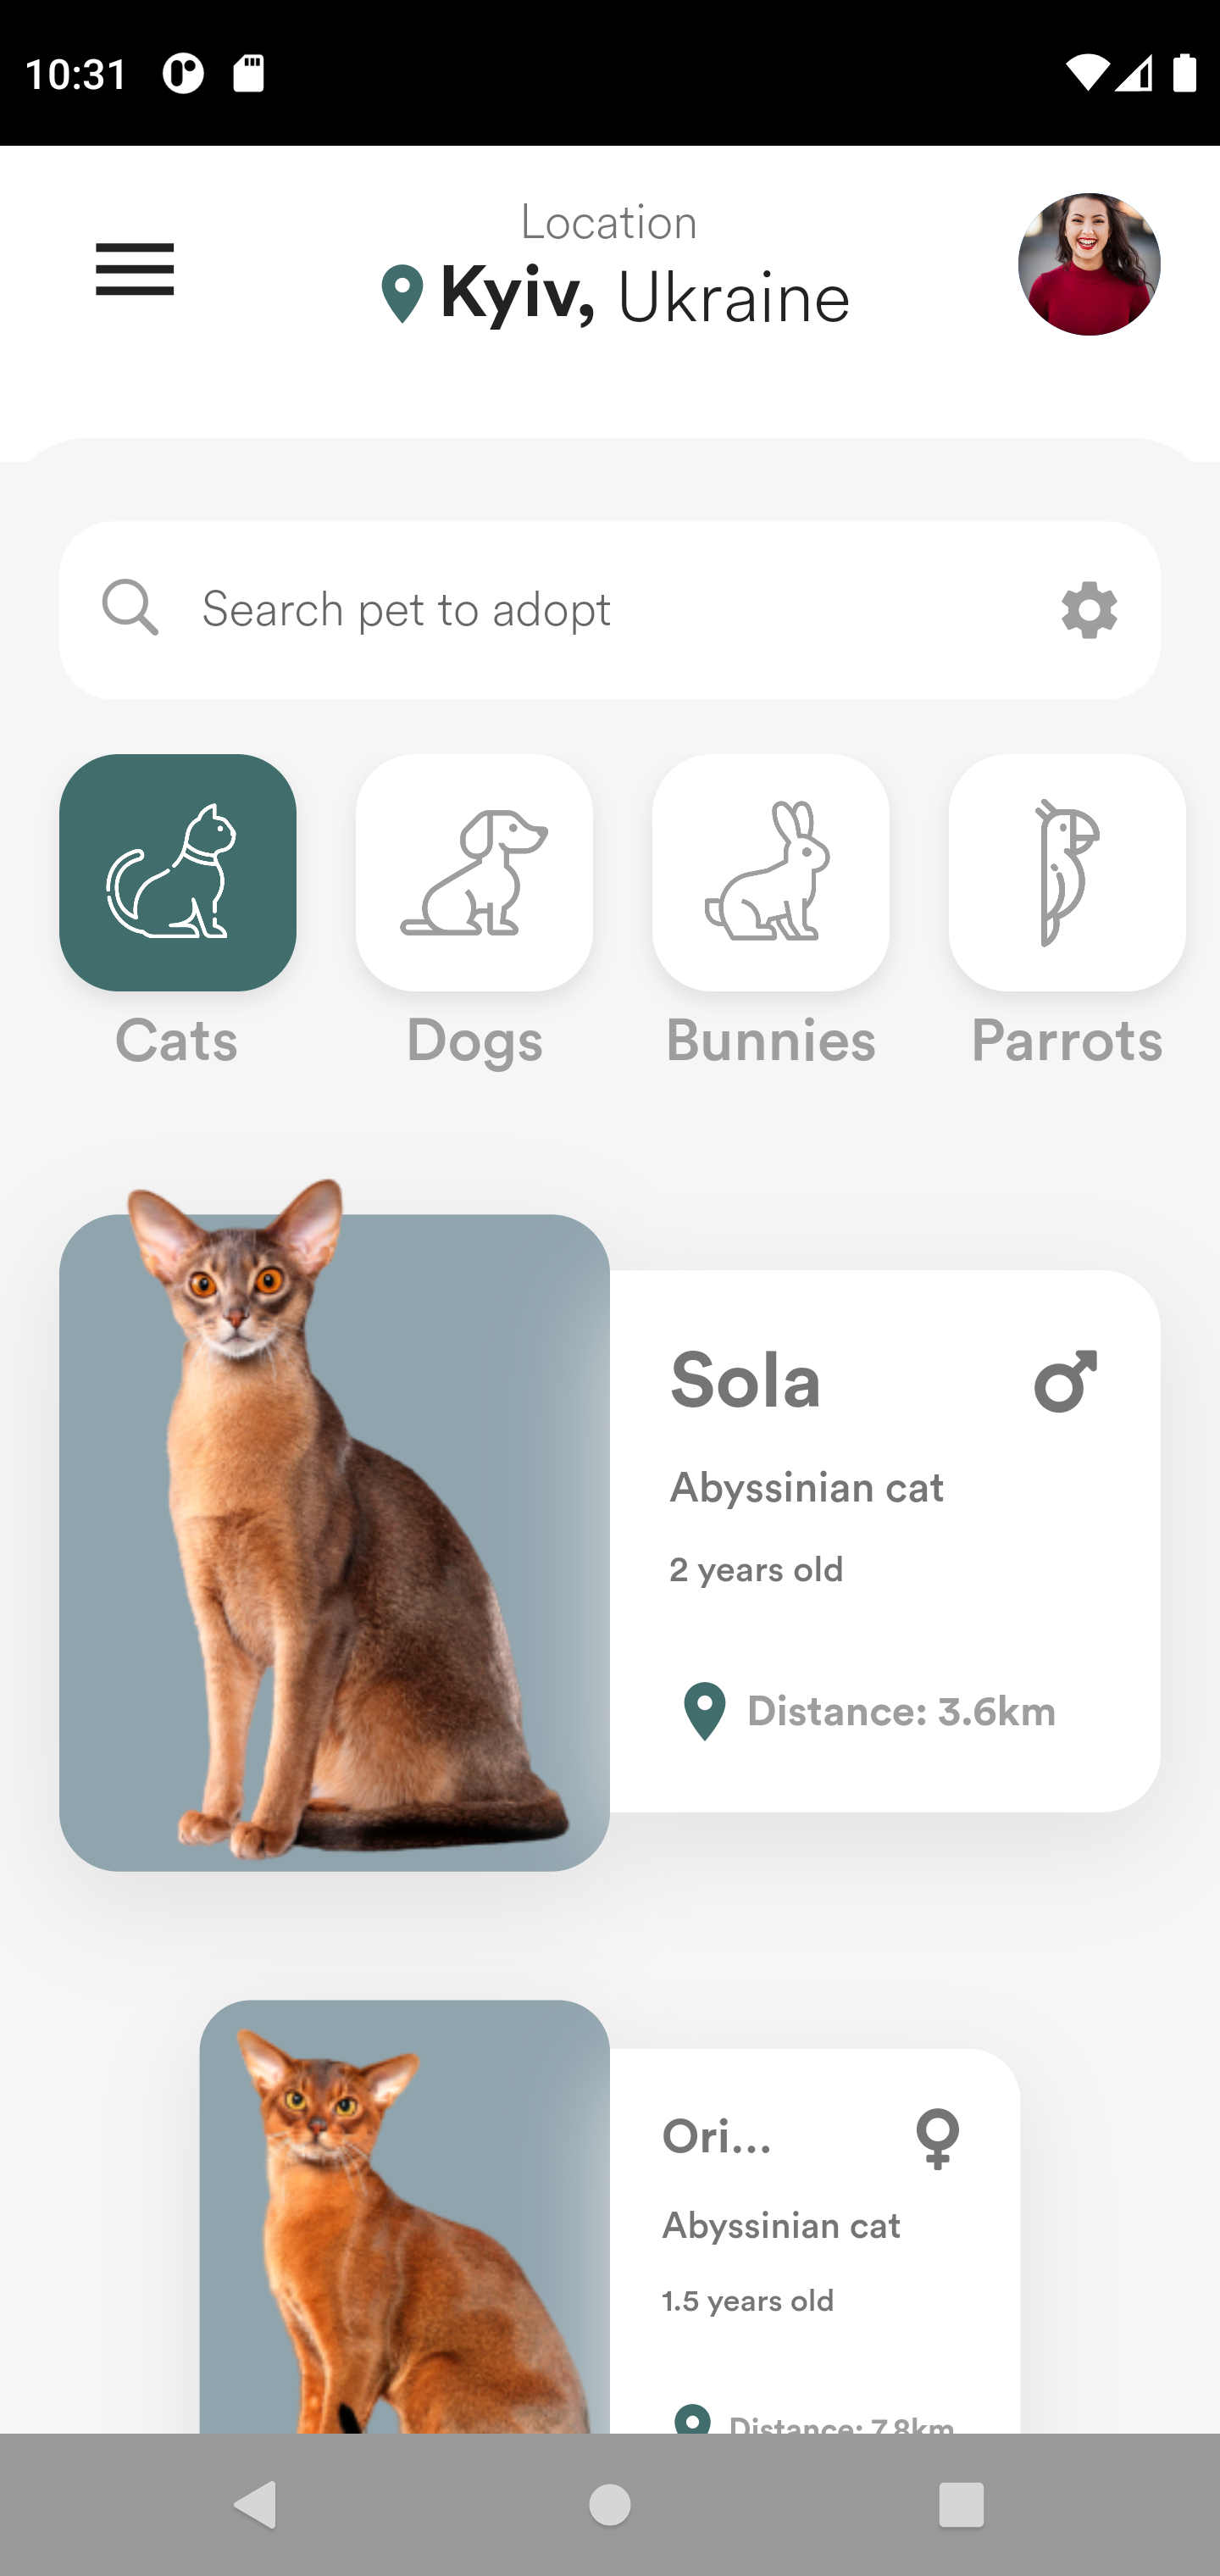 10:31
Location
Kyiv, Ukraine
Search pet to adopt
Cats Dogs Bunnies Parrots
Sola
Abyssinian cat
2 years old
Distance: 3.6km
Ori...
Abyssinian cat
1.5 years old
Distance: 7.8km